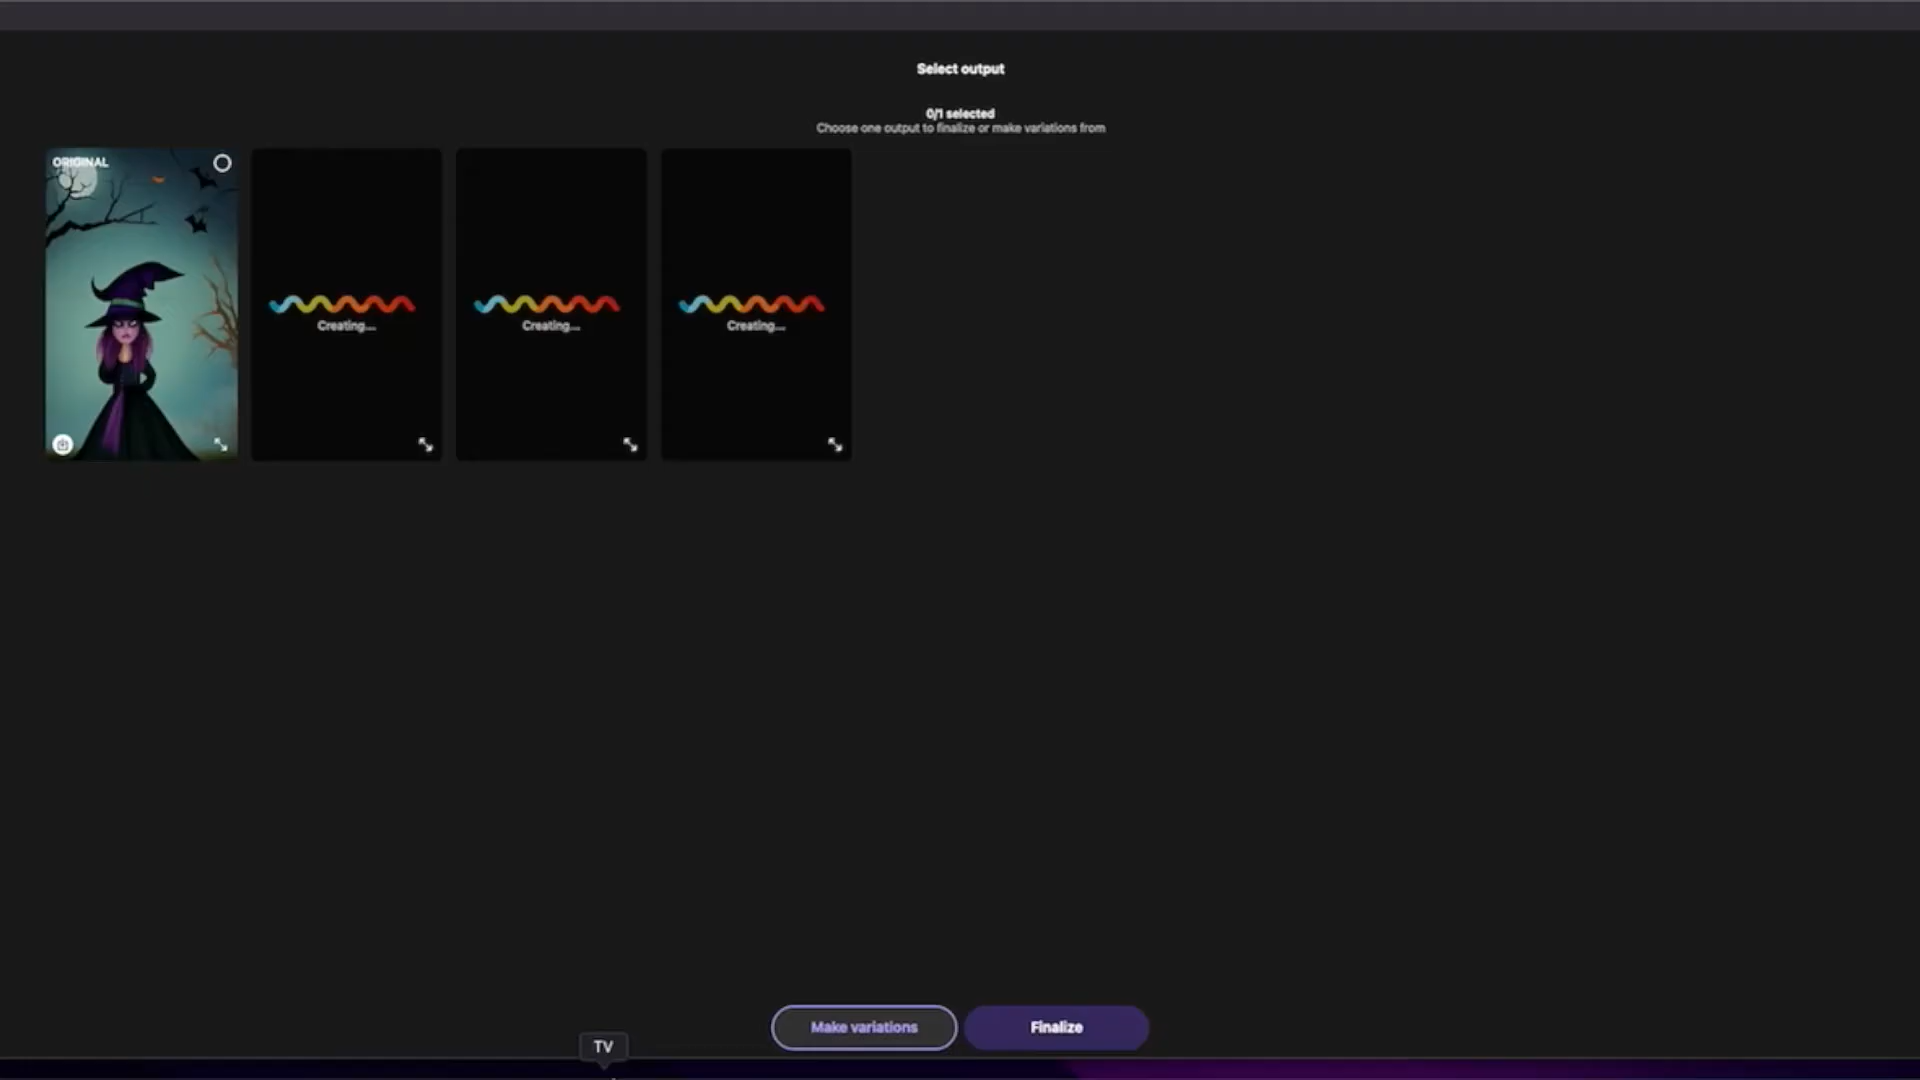 Select output
0/1 selected
Choose one output to finalize or make variations from
ORIGINAL
Creating...
Creating...
Creating...
Make variations
Finalize
TV